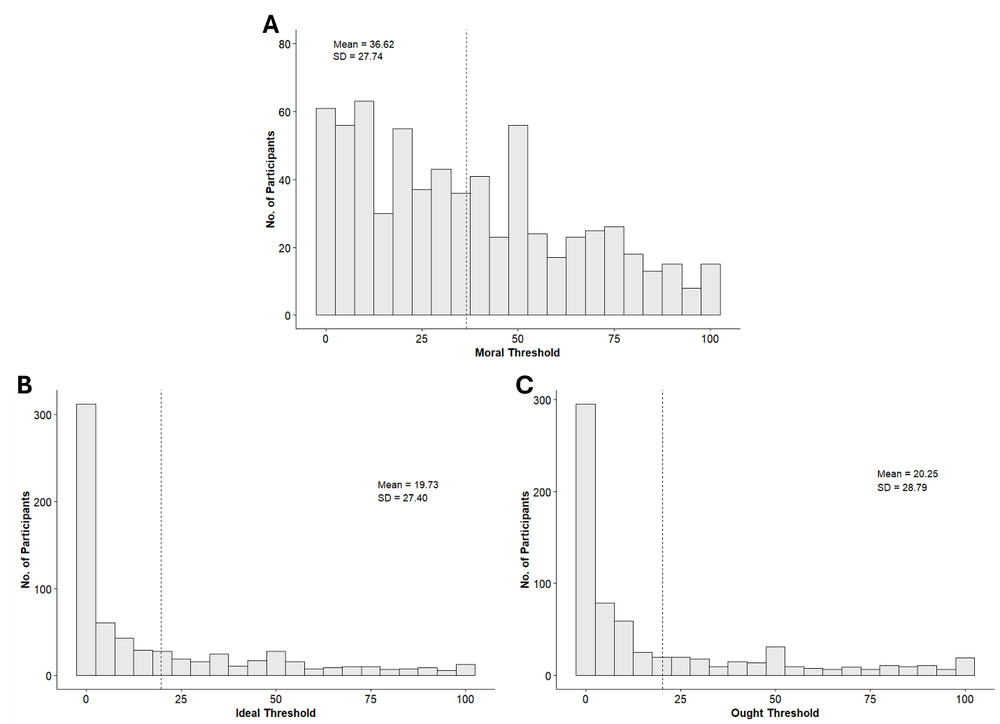 A
Mean = 36.62
SD = 27.74
No. of Participants
80
60
40
20
0
0 25 50 75 100
Moral Threshold
B
Mean = 19.73
SD = 27.40
No. of Participants
300
200
100
0
0 25 50 75 100
Ideal Threshold
C
Mean = 20.25
SD = 28.79
No. of Participants
300
200
100
0
0 25 50 75 100
Ought Threshold